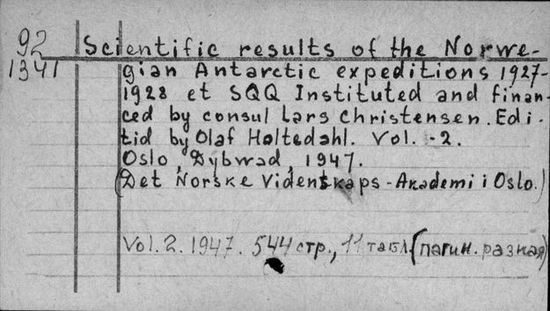 92
1341
Scientific results of the Norwe-
gian Antarctic expeditions 1927-
1928 et SQQ Instituted and finan-
ced by consul Lars Christensen. Edi-
tid by Olaf Holtedahl. Vol. -2.
Oslo, Dybwad, 1947.
(Det Norske Videnskaps-Akademi i Oslo.)
Vol. 2. 1947. 544 стр., 11 табл (пагин. разная)